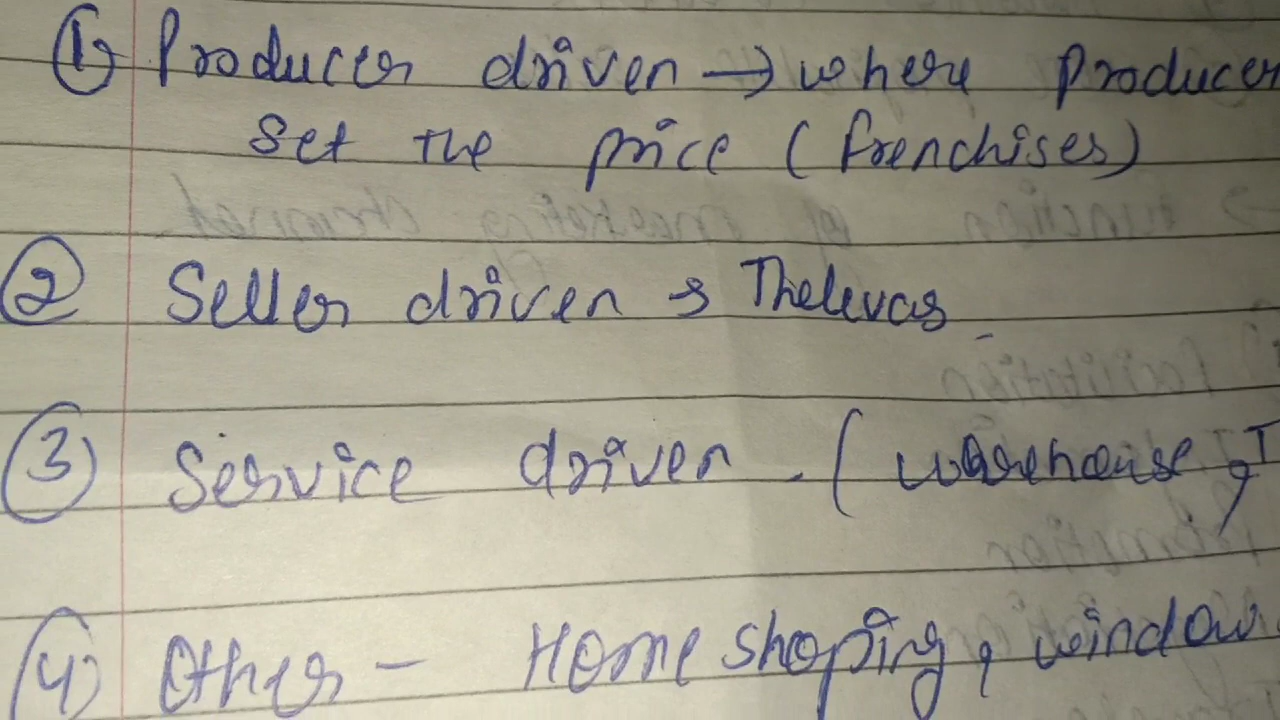 1) Producer driven → where producer
set the price (frenchises)
② Seller driven → Thelevas
③ Service driven. (warehouse, T
④ Other - Home shoping, window